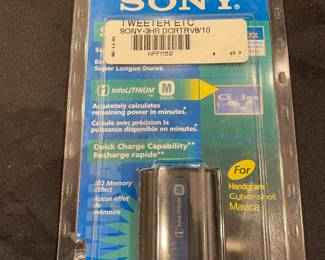 SONY
TWEETER ETC
SONY-3HR DCRTRV8/10
NPFM50
Super Longue Durée
InfoLITHIUM M
Accurately calculates
remaining power in minutes*
Calcule avec précision la
puissance disponible en minutes*
Quick Charge Capability**
Recharge rapide**
NO Memory
Effect
Aucun effet
de mémoire
InfoLITHIUM M
For
Handycam
Cyber-shot
Mavica